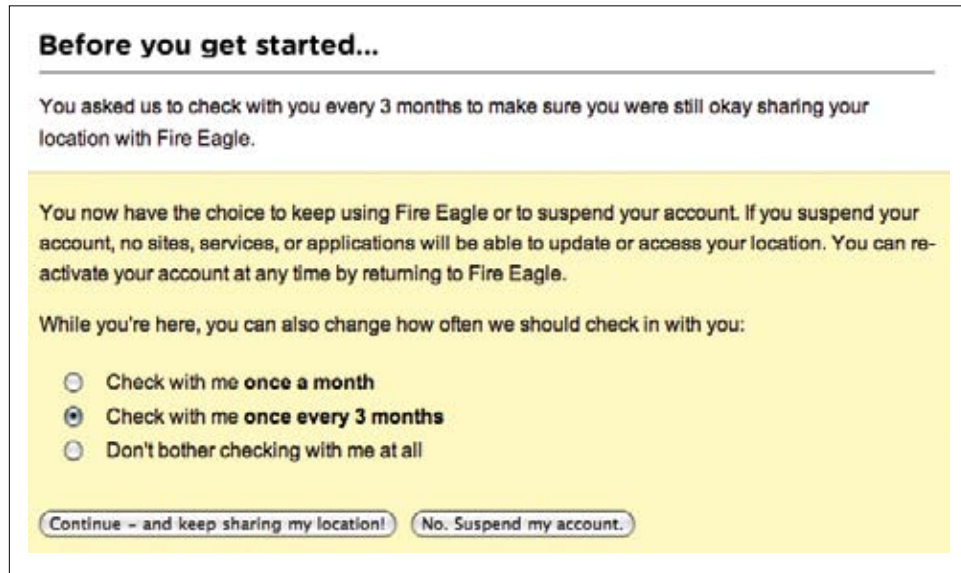 Before you get started...
You asked us to check with you every 3 months to make sure you were still okay sharing your
location with Fire Eagle.
You now have the choice to keep using Fire Eagle or to suspend your account. If you suspend your
account, no sites, services, or applications will be able to update or access your location. You can re-
activate your account at any time by returning to Fire Eagle.
While you're here, you can also change how often we should check in with you:
Check with me once a month
Check with me once every 3 months
Don't bother checking with me at all
Continue – and keep sharing my location!
No. Suspend my account.